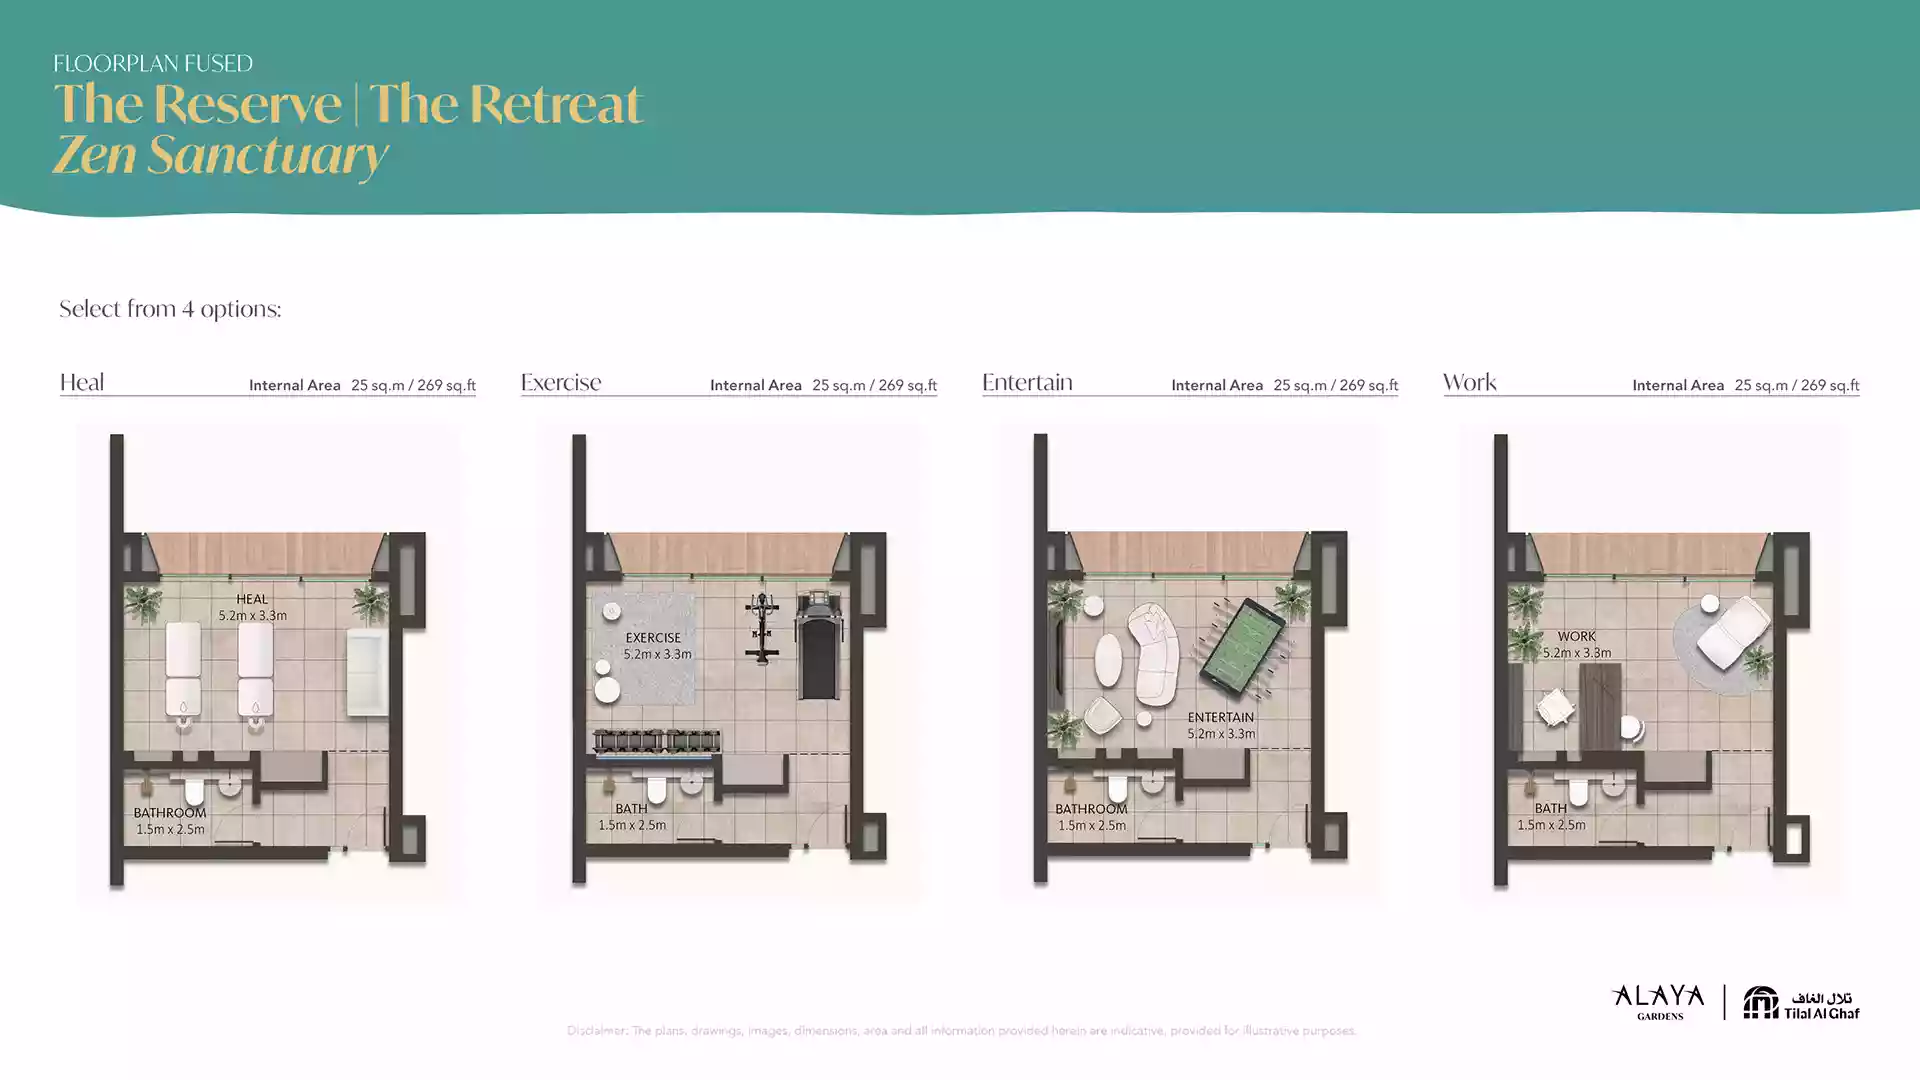 FLOORPLAN FUSED
The Reserve | The Retreat
Zen Sanctuary
Select from 4 options:
Heal
Internal Area 25 sq.m / 269 sq.ft
Exercise
Internal Area 25 sq.m / 269 sq.ft
Entertain
Internal Area 25 sq.m / 269 sq.ft
Work
Internal Area 25 sq.m / 269 sq.ft
HEAL
5.2m x 3.3m
BATHROOM
1.5m x 2.5m
EXERCISE
5.2m x 3.3m
BATH
1.5m x 2.5m
ENTERTAIN
5.2m x 3.3m
BATHROOM
1.5m x 2.5m
WORK
5.2m x 3.3m
BATH
1.5m x 2.5m
ALAYA
GARDENS
تلال الغاف
Tilal Al Ghaf
Disclaimer: The plans, drawings, images, dimensions, area and all information provided herein are indicative, provided for illustrative purposes.